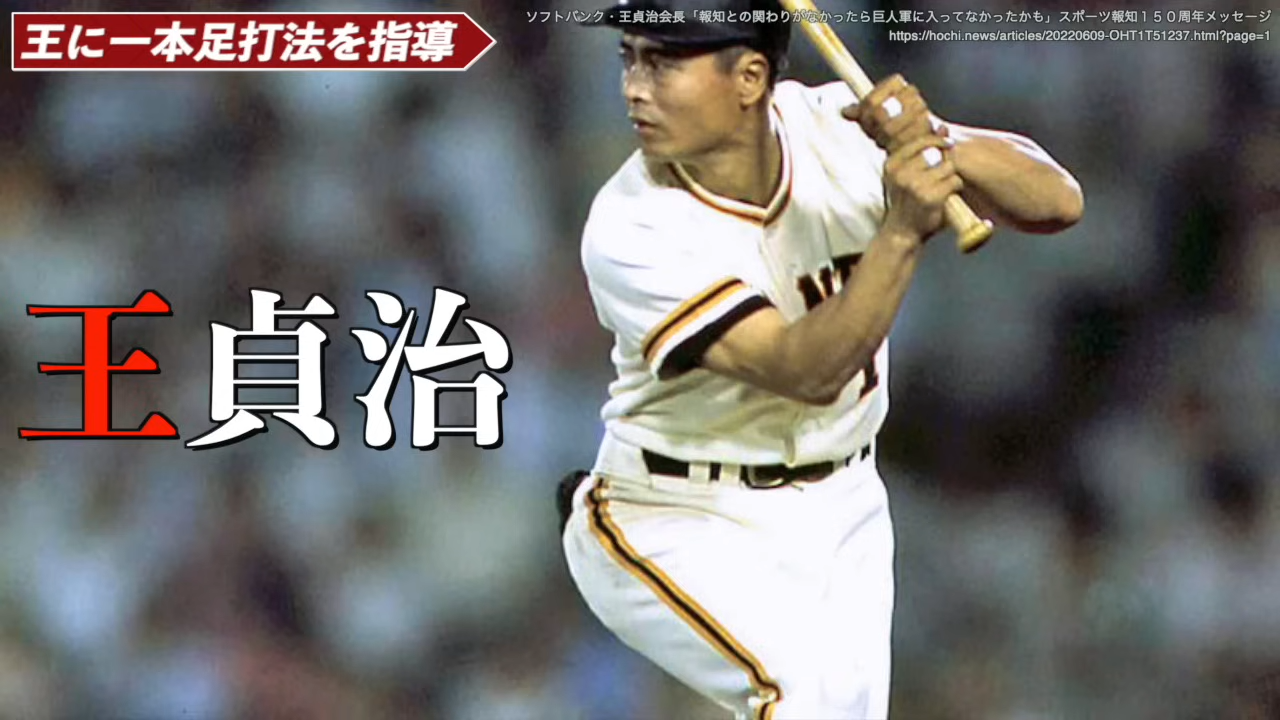 王に一本足打法を指導
ソフトバンク・王貞治会長「報知との関わりがなかったら巨人軍に入ってなかったかも」スポーツ報知１５０周年メッセージ
https://hochi.news/articles/20220609-OHT1T51237.html?page=1
王貞治